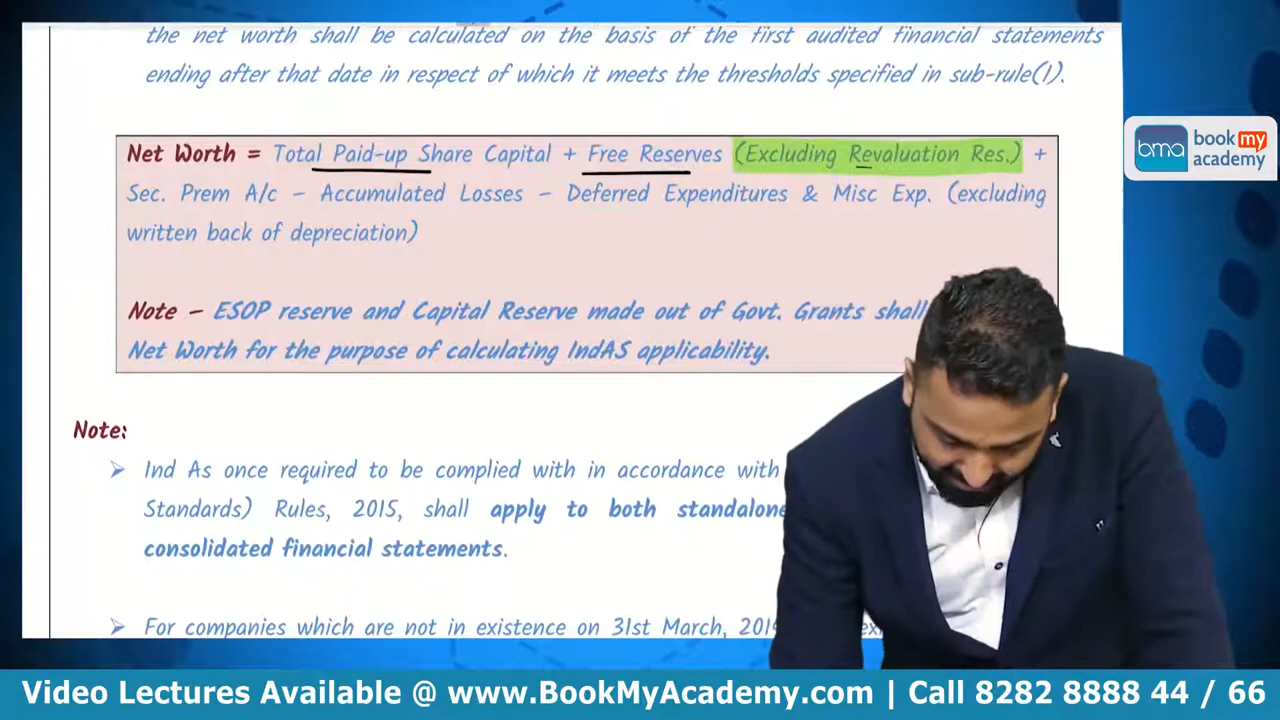 the net worth shall be calculated on the basis of the first audited financial statements
ending after that date in respect of which it meets the thresholds specified in sub-rule(1).
bma book my academy
Net Worth = Total Paid-up Share Capital + Free Reserves (Excluding Revaluation Res.) +
Sec. Prem A/c – Accumulated Losses – Deferred Expenditures & Misc Exp. (excluding
written back of depreciation)
Note – ESOP reserve and Capital Reserve made out of Govt. Grants shall
Net Worth for the purpose of calculating IndAS applicability.
Note:
➢ Ind As once required to be complied with in accordance with
Standards) Rules, 2015, shall apply to both standalone
consolidated financial statements.
➢ For companies which are not in existence on 31st March,
Video Lectures Available @ www.BookMyAcademy.com | Call 8282 8888 44 / 66